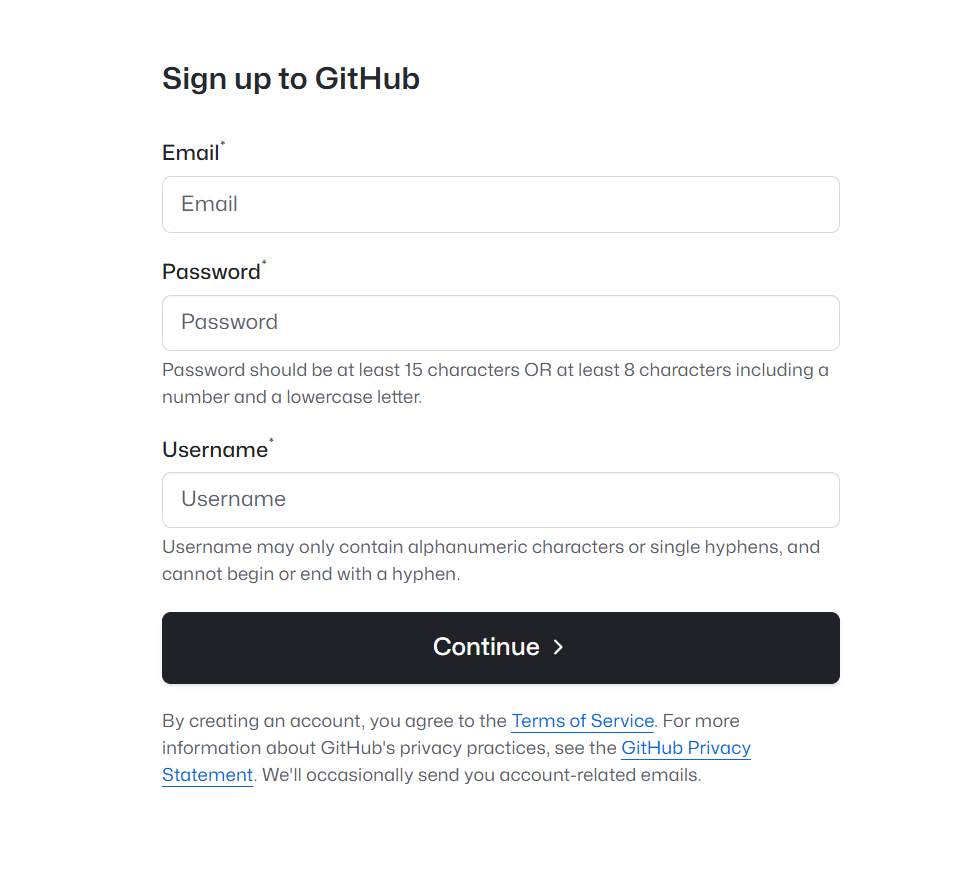 Sign up to GitHub
Email*
Email
Password*
Password
Password should be at least 15 characters OR at least 8 characters including a
number and a lowercase letter.
Username*
Username
Username may only contain alphanumeric characters or single hyphens, and
cannot begin or end with a hyphen.
Continue >
By creating an account, you agree to the Terms of Service. For more
information about GitHub's privacy practices, see the GitHub Privacy
Statement. We'll occasionally send you account-related emails.